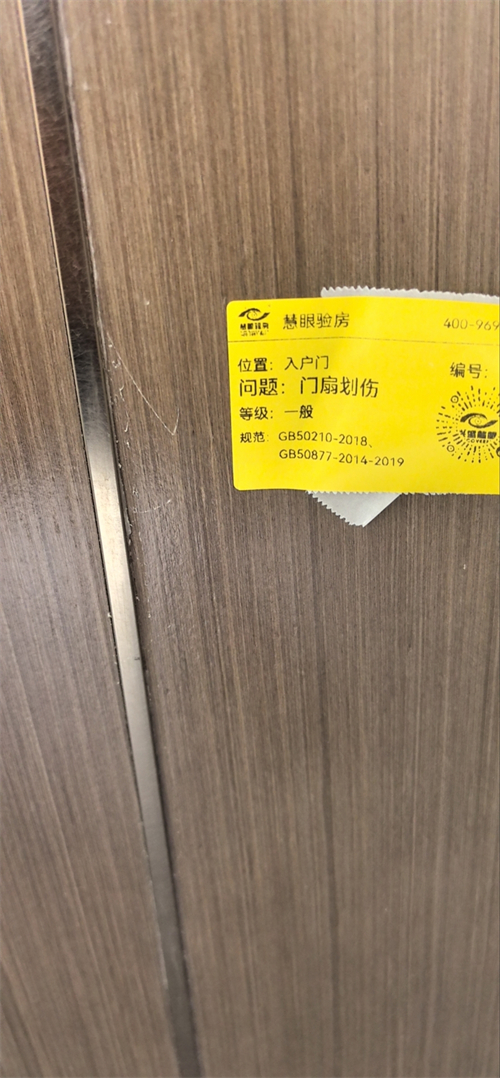 慧眼验房 400-969
位置：入户门 编号：
问题：门扇划伤
等级：一般
规范：GB50210-2018、
GB50877-2014-2019